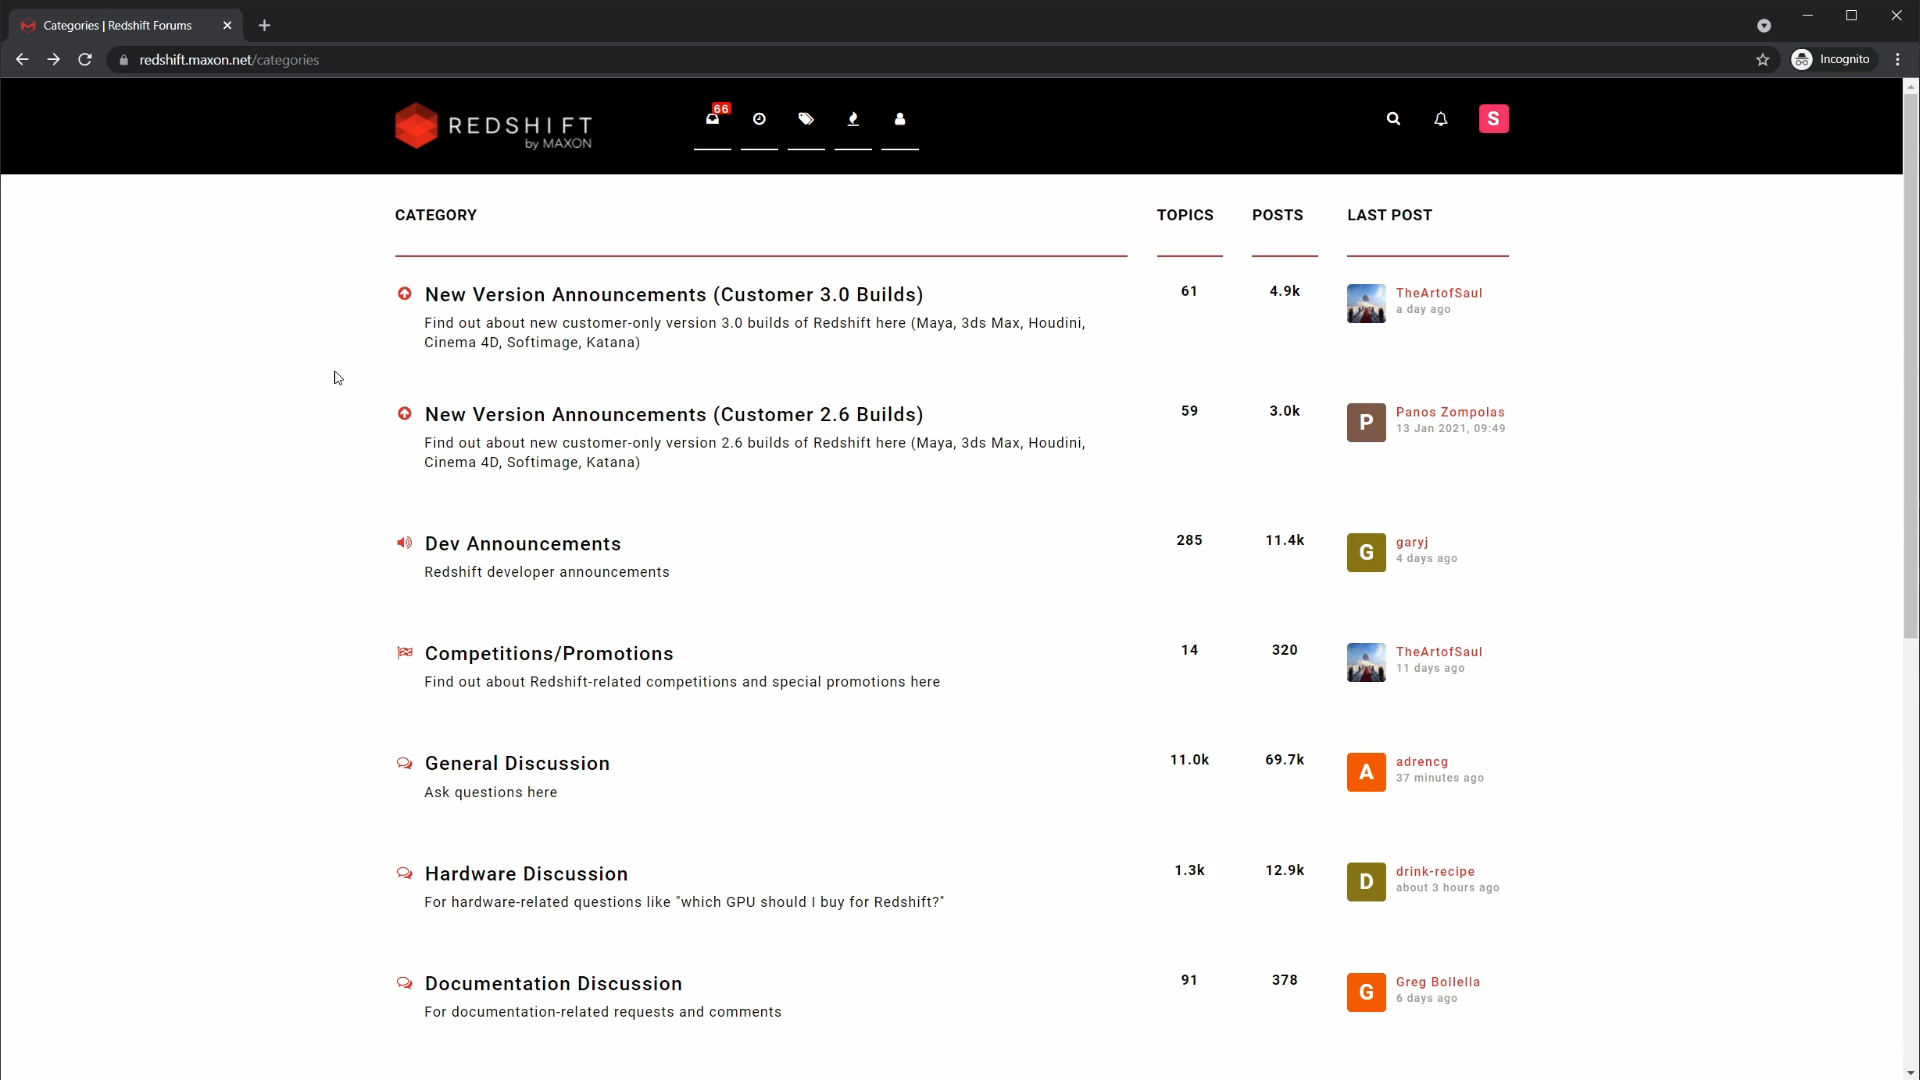 Categories | Redshift Forums
redshift.maxon.net/categories
Incognito
REDSHIFT
by MAXON
66
S
CATEGORY TOPICS POSTS LAST POST
New Version Announcements (Customer 3.0 Builds) 61 4.9k TheArtofSaul
a day ago
Find out about new customer-only version 3.0 builds of Redshift here (Maya, 3ds Max, Houdini,
Cinema 4D, Softimage, Katana)
New Version Announcements (Customer 2.6 Builds) 59 3.0k P Panos Zompolas
13 Jan 2021, 09:49
Find out about new customer-only version 2.6 builds of Redshift here (Maya, 3ds Max, Houdini,
Cinema 4D, Softimage, Katana)
Dev Announcements 285 11.4k G garyj
4 days ago
Redshift developer announcements
Competitions/Promotions 14 320 TheArtofSaul
11 days ago
Find out about Redshift-related competitions and special promotions here
General Discussion 11.0k 69.7k A adrencg
37 minutes ago
Ask questions here
Hardware Discussion 1.3k 12.9k D drink-recipe
about 3 hours ago
For hardware-related questions like "which GPU should I buy for Redshift?"
Documentation Discussion 91 378 G Greg Bollella
6 days ago
For documentation-related requests and comments